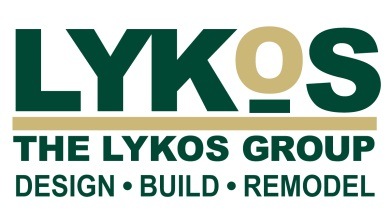 LYKOS
THE LYKOS GROUP
DESIGN • BUILD • REMODEL